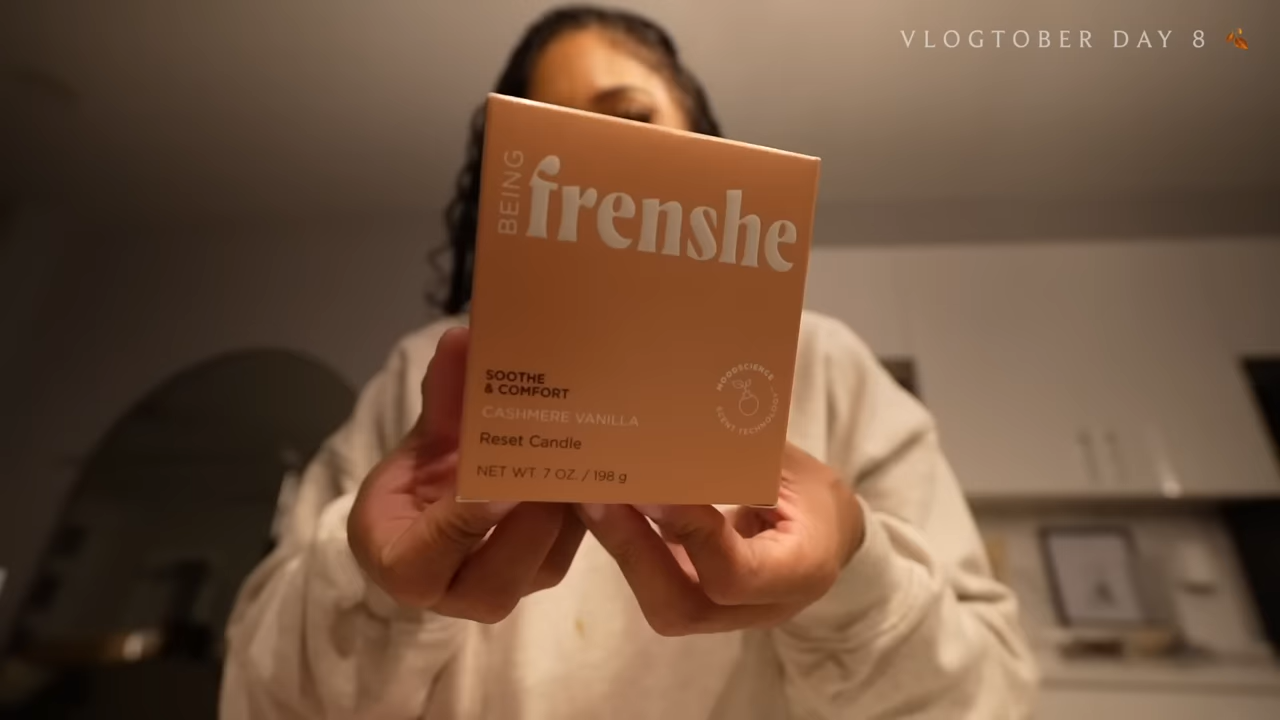 VLOGTOBER DAY 8
BEING
frenshe
SOOTHE
& COMFORT
CASHMERE VANILLA
Reset Candle
NET WT. 7 OZ. / 198 g
MOODSCIENCE
SCENT TECHNOLOGY